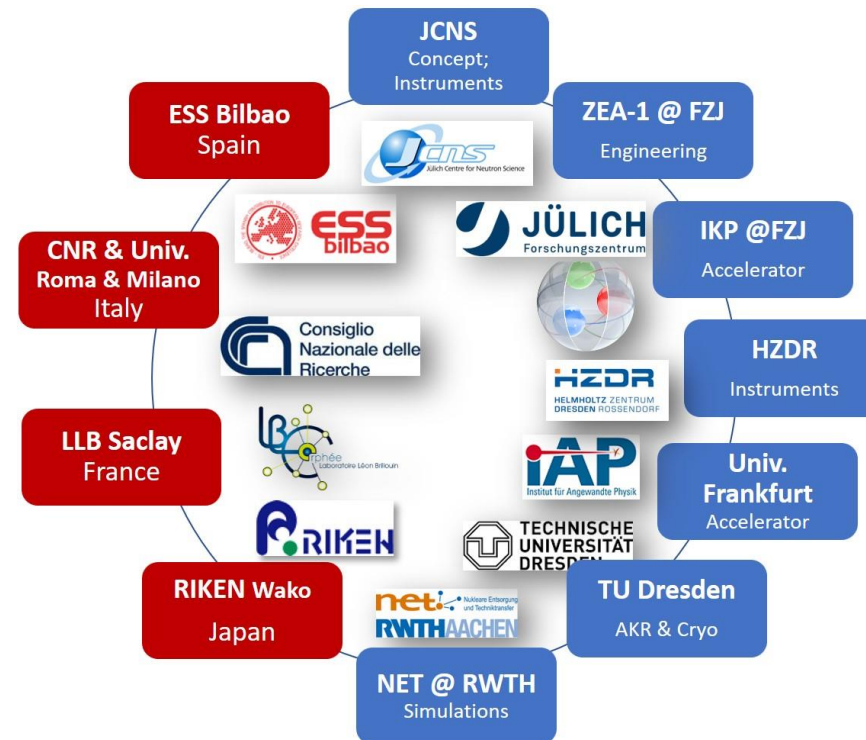 JCNS
Concept;
Instruments
ZEA-1 @ FZJ
Engineering
IKP @FZJ
Accelerator
HZDR
Instruments
Univ.
Frankfurt
Accelerator
TU Dresden
AKR & Cryo
NET @ RWTH
Simulations
RIKEN Wako
Japan
LLB Saclay
France
CNR & Univ.
Roma & Milano
Italy
ESS Bilbao
Spain
JCNS
Jülich Centre for Neutron Science
ess
bilbao
JÜLICH
Forschungszentrum
Consiglio
Nazionale delle
Ricerche
HZDR
HELMHOLTZ ZENTRUM
DRESDEN ROSSENDORF
LLB
Orphée
Laboratoire Léon Brillouin
iAP
Institut für Angewandte Physik
RIKEN
TECHNISCHE
UNIVERSITÄT
DRESDEN
net.
Nukleare Entsorgung
und Techniktransfer
RWTHAACHEN